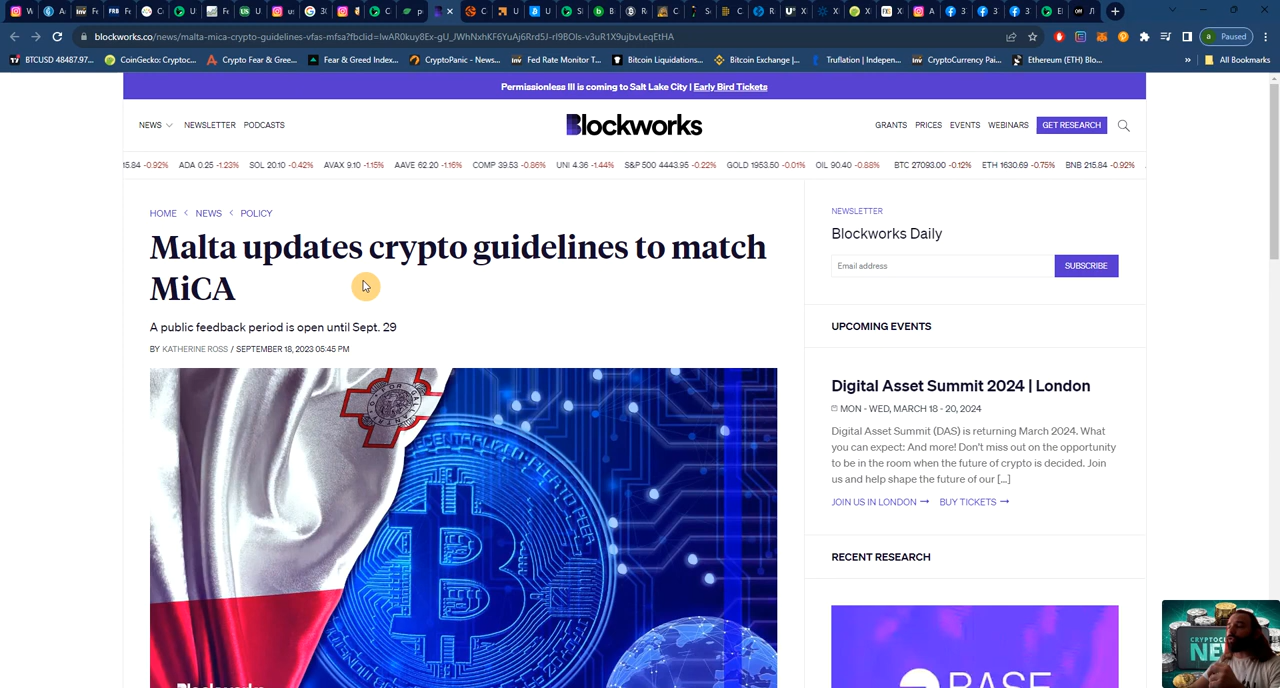 blockworks.co/news/malta-mica-crypto-guidelines-vfas-mfsa?fbclid=IwAR0kuy8Ex-gU_JWhNxhKF6YuAj6Rrd5J-rI9BOIs-v3uR1X9ujbvLeqEtHA
Paused
BTCUSD 48487.97... CoinGecko: Cryptoc... Crypto Fear & Gree... Fear & Greed Index... CryptoPanic - News... Fed Rate Monitor T... Bitcoin Liquidations... Bitcoin Exchange |... Truflation | Indepen... CryptoCurrency Pai... Ethereum (ETH) Blo... » All Bookmarks
Permissionless III is coming to Salt Lake City | Early Bird Tickets
NEWS NEWSLETTER PODCASTS
Blockworks
GRANTS PRICES EVENTS WEBINARS GET RESEARCH
15.84 -0.92% ADA 0.25 -1.23% SOL 20.10 -0.42% AVAX 9.10 -1.15% AAVE 62.20 -1.16% COMP 39.53 -0.86% UNI 4.36 -1.44% S&P 500 4443.95 -0.22% GOLD 1953.50 -0.01% OIL 90.40 -0.88% BTC 27093.00 -0.12% ETH 1630.69 -0.75% BNB 215.84 -0.92%
HOME < NEWS < POLICY
Malta updates crypto guidelines to match
MiCA
A public feedback period is open until Sept. 29
BY KATHERINE ROSS / SEPTEMBER 18, 2023 05:45 PM
Blockworks
NEWSLETTER
Blockworks Daily
Email address
SUBSCRIBE
UPCOMING EVENTS
Digital Asset Summit 2024 | London
MON - WED, MARCH 18 - 20, 2024
Digital Asset Summit (DAS) is returning March 2024. What
you can expect: And more! Don't miss out on the opportunity
to be in the room when the future of crypto is decided. Join
us and help shape the future of our [...]
JOIN US IN LONDON → BUY TICKETS →
RECENT RESEARCH
BASE